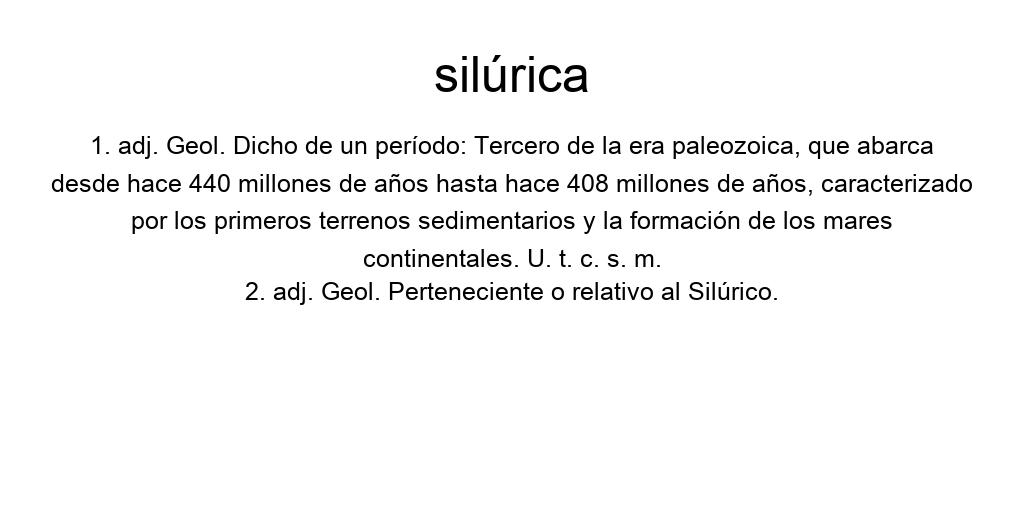 silúrica
1. adj. Geol. Dicho de un período: Tercero de la era paleozoica, que abarca
desde hace 440 millones de años hasta hace 408 millones de años, caracterizado
por los primeros terrenos sedimentarios y la formación de los mares
continentales. U. t. c. s. m.
2. adj. Geol. Perteneciente o relativo al Silúrico.